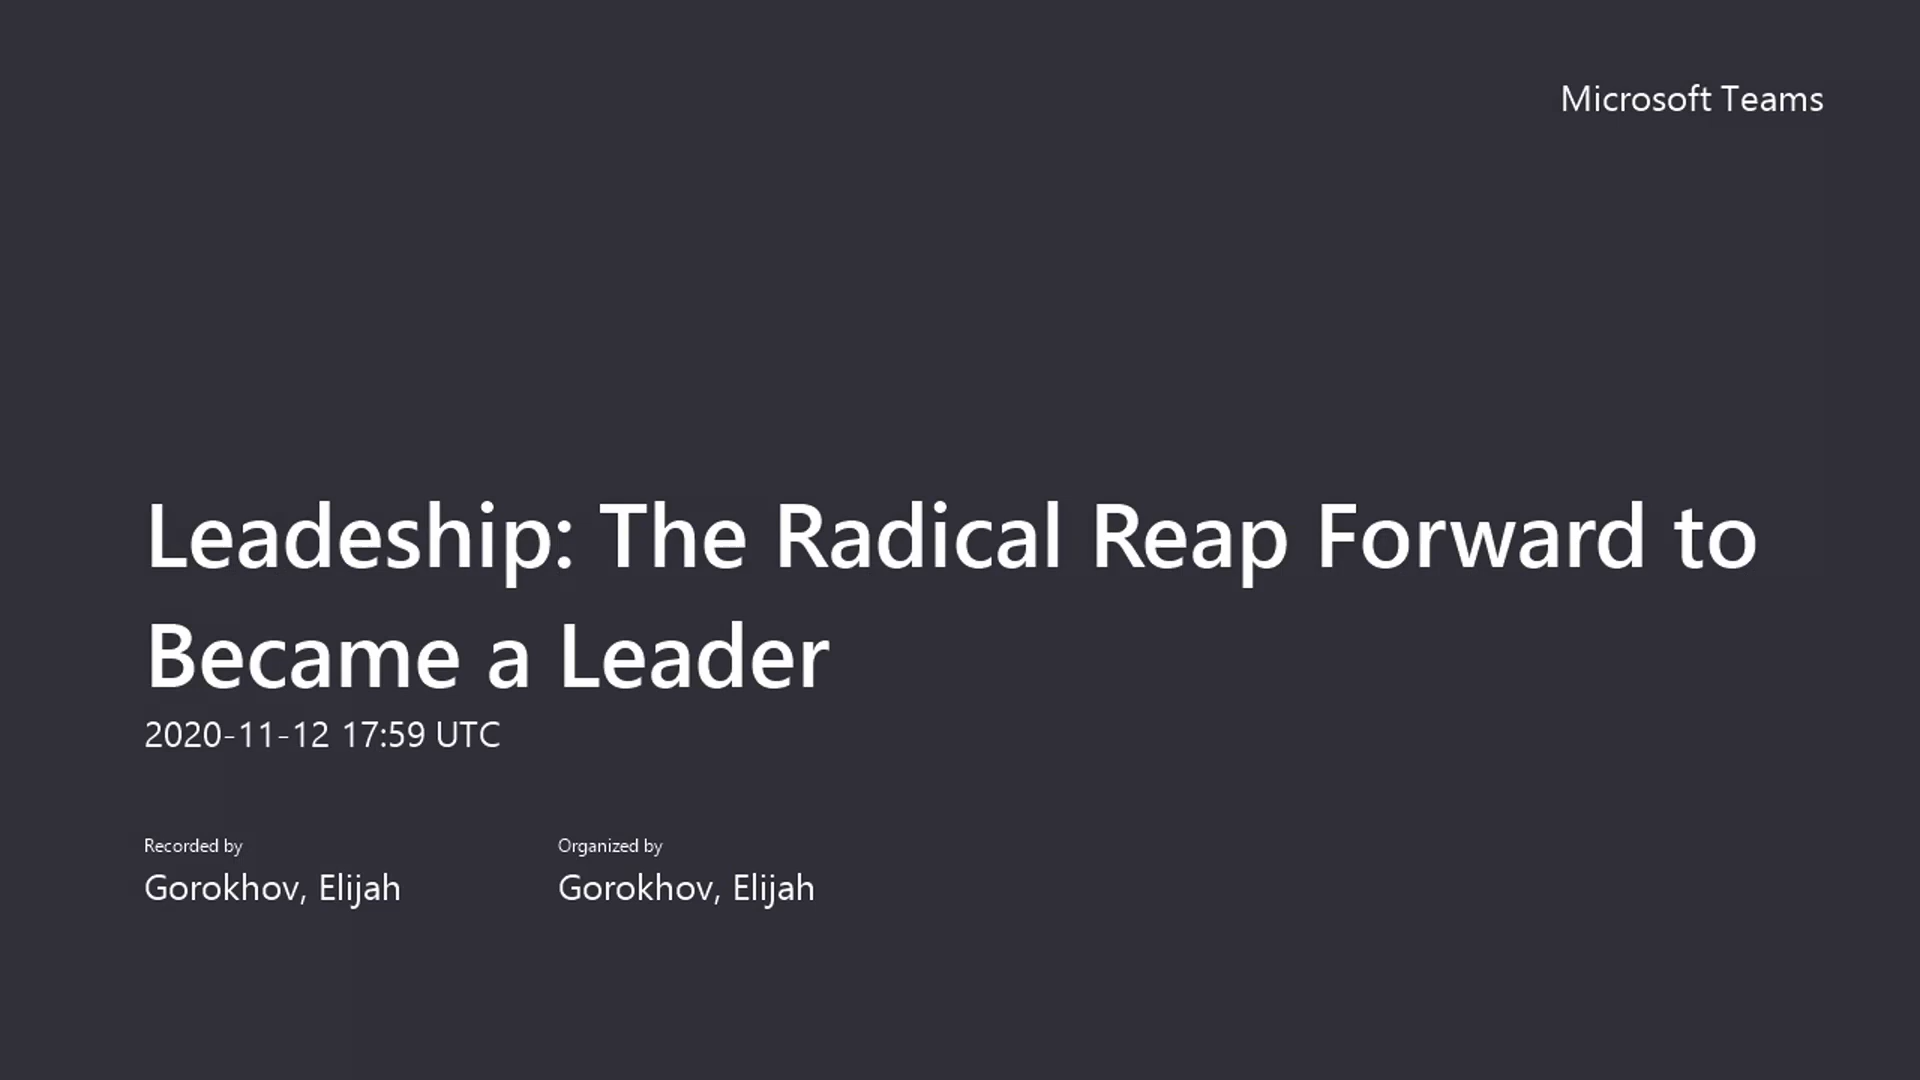 Microsoft Teams
Leadeship: The Radical Reap Forward to
Became a Leader
2020-11-12 17:59 UTC
Recorded by
Organized by
Gorokhov, Elijah
Gorokhov, Elijah